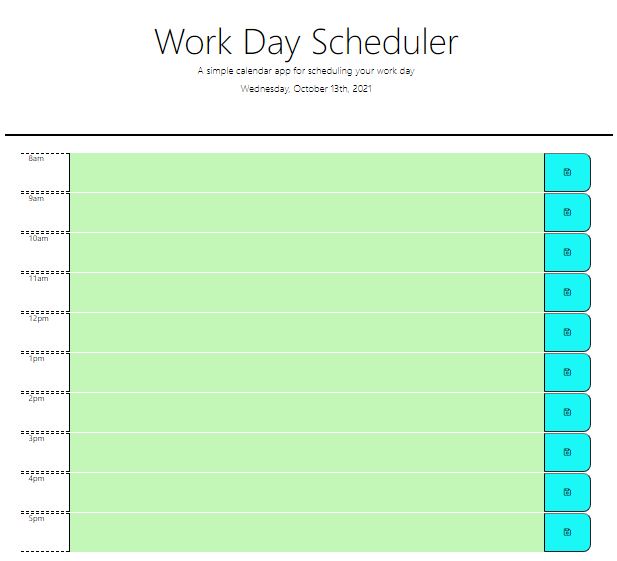 Work Day Scheduler
A simple calendar app for scheduling your work day
Wednesday, October 13th, 2021
8am
9am
10am
11am
12pm
1pm
2pm
3pm
4pm
5pm